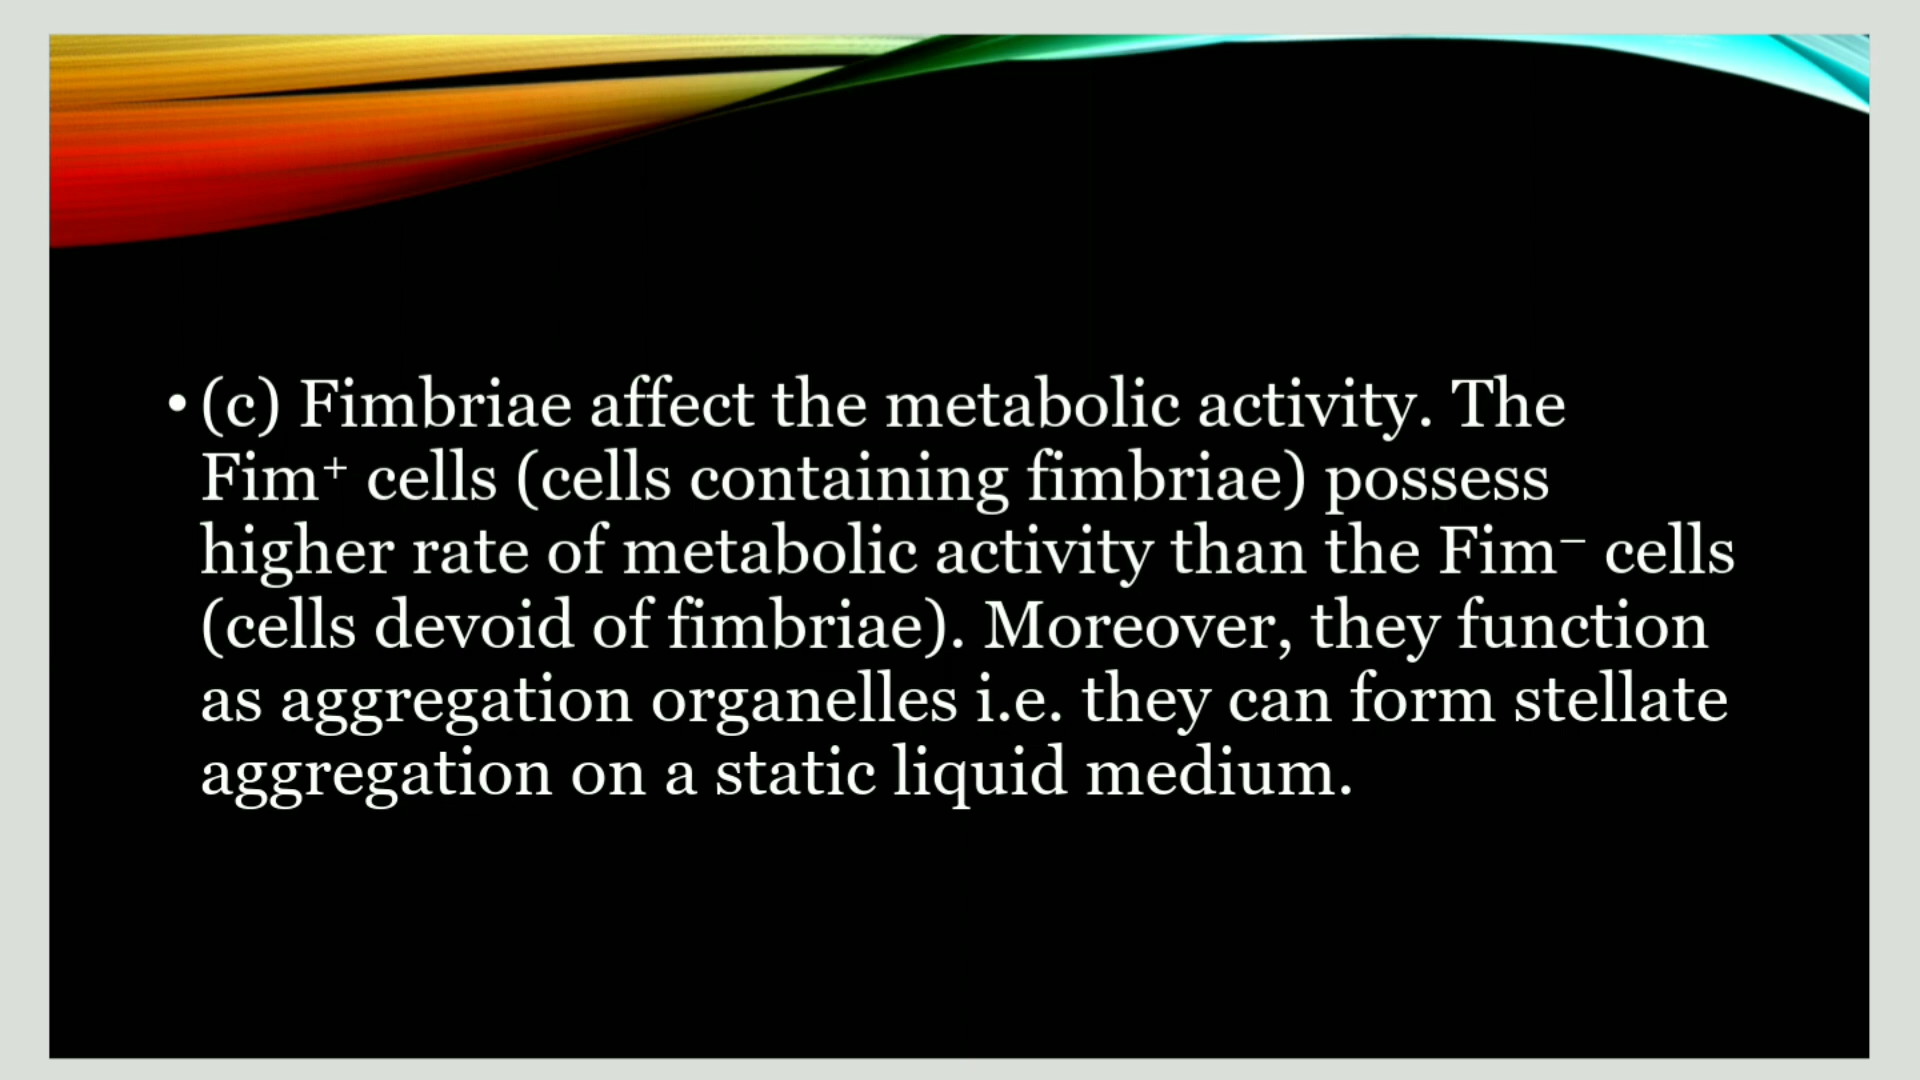 • (c) Fimbriae affect the metabolic activity. The
Fim⁺ cells (cells containing fimbriae) possess
higher rate of metabolic activity than the Fim⁻ cells
(cells devoid of fimbriae). Moreover, they function
as aggregation organelles i.e. they can form stellate
aggregation on a static liquid medium.